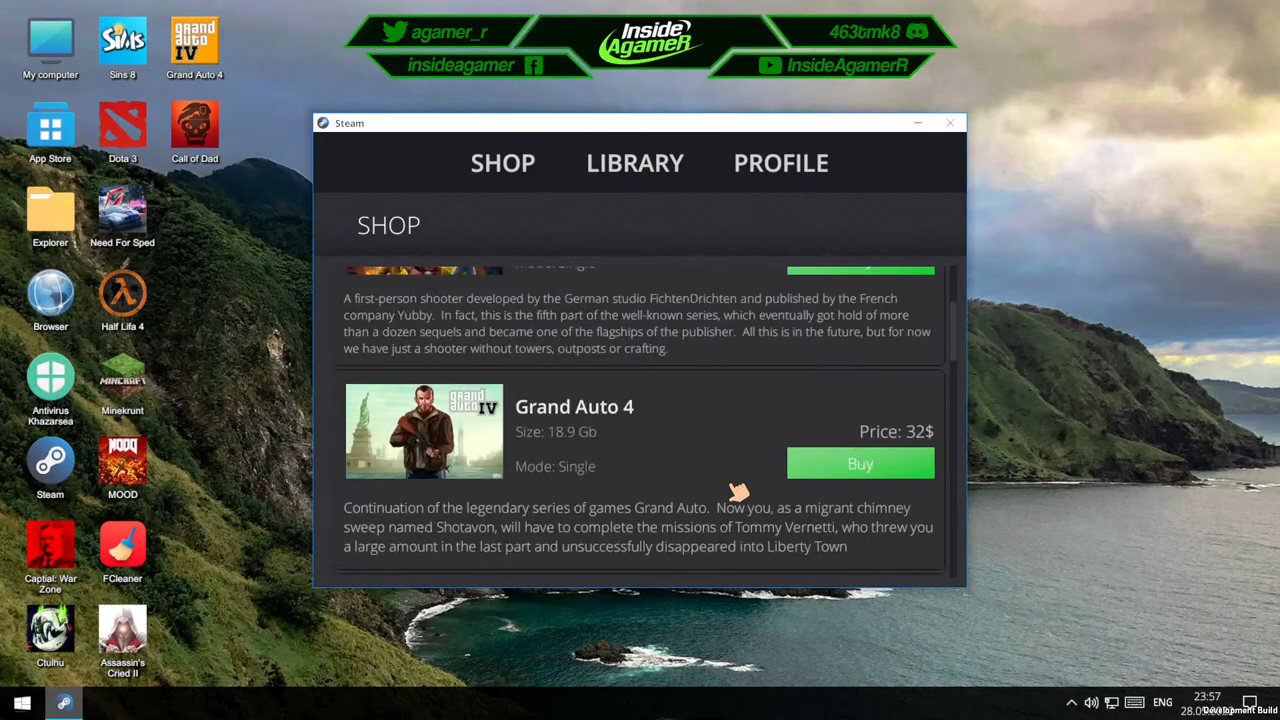 agamer_r
Inside
AgameR
463tmk8
insideagamer
InsideAgamerR
My computer
Sins 8
Grand Auto 4
App Store
Dota 3
Call of Dad
Explorer
Need For Sped
Browser
Half Lifa 4
Antivirus
Khazarsea
Minekrunt
Steam
MOOD
Captial: War
Zone
FCleaner
Ctulhu
Assassin's
Cried II
Steam
SHOP LIBRARY PROFILE
SHOP
A first-person shooter developed by the German studio FichtenDrichten and published by the French
company Yubby. In fact, this is the fifth part of the well-known series, which eventually got hold of more
than a dozen sequels and became one of the flagships of the publisher. All this is in the future, but for now
we have just a shooter without towers, outposts or crafting.
Grand Auto 4
Size: 18.9 Gb
Price: 32$
Mode: Single
Buy
Continuation of the legendary series of games Grand Auto. Now you, as a migrant chimney
sweep named Shotavon, will have to complete the missions of Tommy Vernetti, who threw you
a large amount in the last part and unsuccessfully disappeared into Liberty Town
ENG
23:57
28.05
Development Build